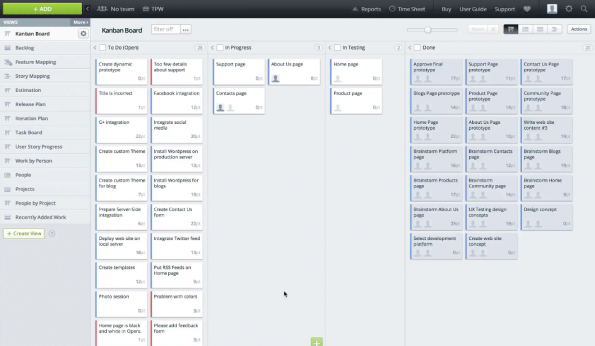 + ADD
No team
TPW
Reports
Time Sheet
Buy
User Guide
Support
VIEWS
More
Kanban Board
Backlog
Feature Mapping
Story Mapping
Estimation
Release Plan
Iteration Plan
Task Board
User Story Progress
Work by Person
People
Projects
People by Project
Recently Added Work
+ Create View
Kanban Board
filter off
Actions
To Do (Open)
In Progress
In Testing
Done
Create dynamic
prototype
Too few details
about support
Title is incorrect
Facebook integration
G+ integration
Integrate social
media
Create custom Theme
Install Wordpress on
production server
Create custom Theme
for blog
Install Wordpress for
blogs
Prepare Server Side
integration
Create Contact Us
form
Deploy web site on
local server
Integrate Twitter feed
Create templates
Put RSS Feeds on
Home page
Photo session
Problem with colors
Home page is black
and white in Opera.
Please add feedback
form
Support page
About Us page
Contacts page
Home page
Product page
Approve final
prototype
Support Page
prototype
Contact Us Page
prototype
Blogs Page prototype
Product Page
prototype
Community Page
prototype
Home Page
prototype
About Us Page
prototype
Write web site
content #3
Brainstorm Platform
page
Brainstorm Contacts
page
Brainstorm Blogs
page
Brainstorm Products
page
Brainstorm
Community page
Brainstorm Home
page
Brainstorm About Us
page
UX Testing design
concepts
Design concept
Select development
platform
Create web site
concept